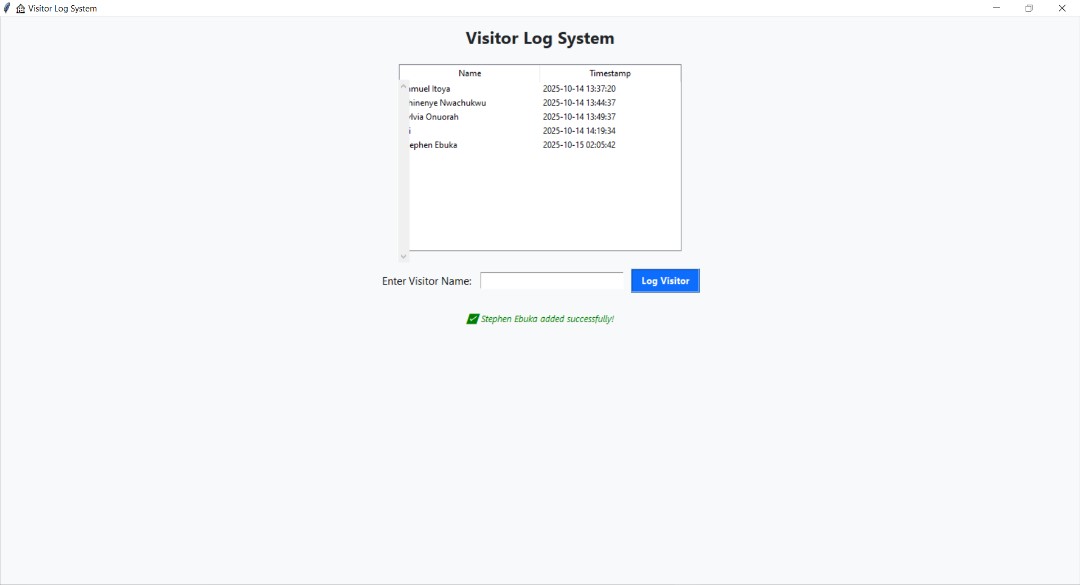 Visitor Log System
Visitor Log System
Name Timestamp
muel Itoya 2025-10-14 13:37:20
hinenye Nwachukwu 2025-10-14 13:44:37
lvia Onuorah 2025-10-14 13:49:37
i 2025-10-14 14:19:34
ephen Ebuka 2025-10-15 02:05:42
Enter Visitor Name: Log Visitor
Stephen Ebuka added successfully!